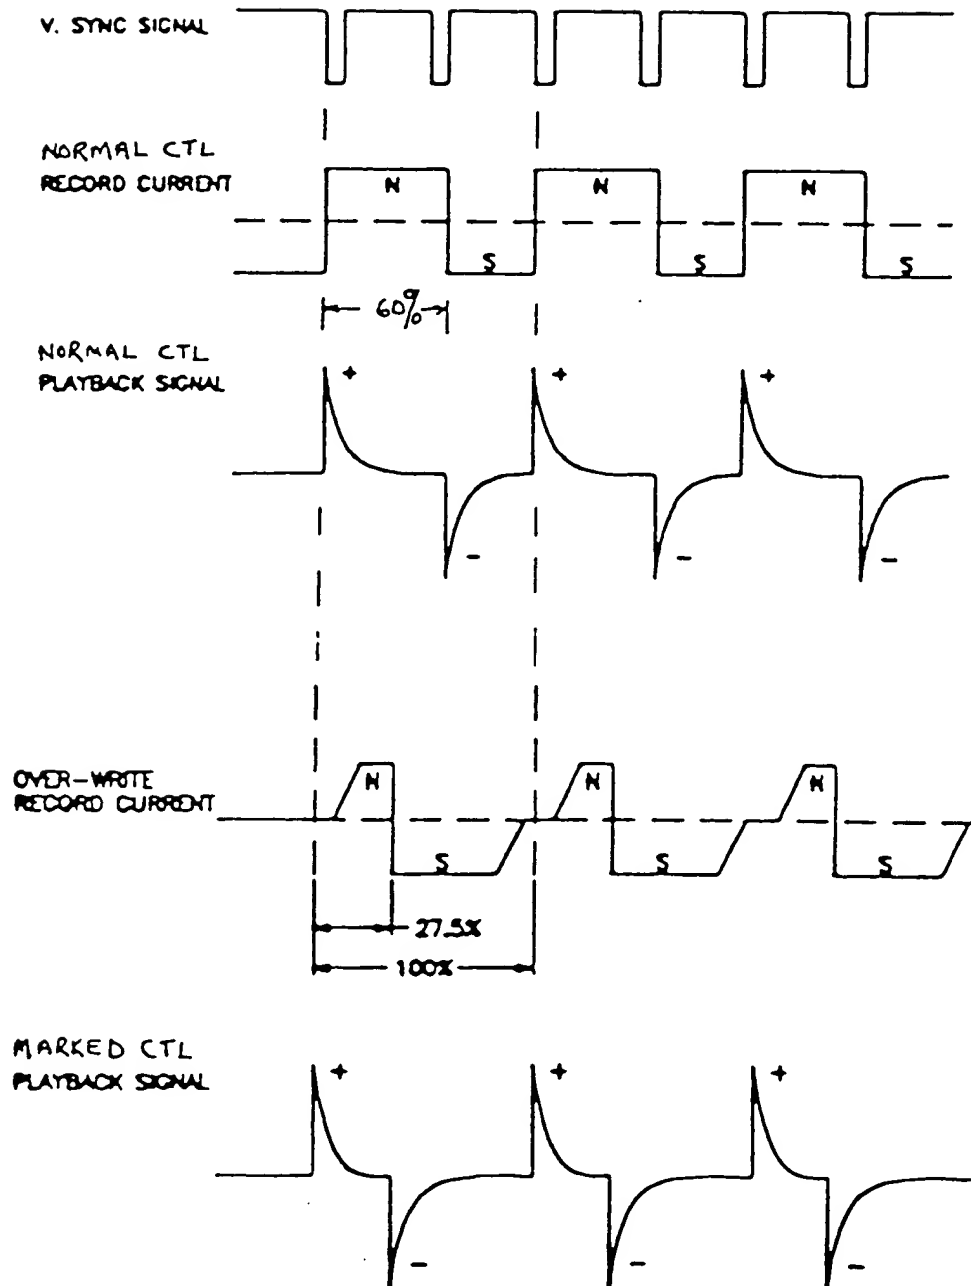 V. SYNC SIGNAL
NORMAL CTL
RECORD CURRENT
N N N
S S S
60%
NORMAL CTL
PLAYBACK SIGNAL
+ + +
- - -
OVER-WRITE
RECORD CURRENT
N N N
S S S
27.5%
100%
MARKED CTL
PLAYBACK SIGNAL
+ + +
- - -